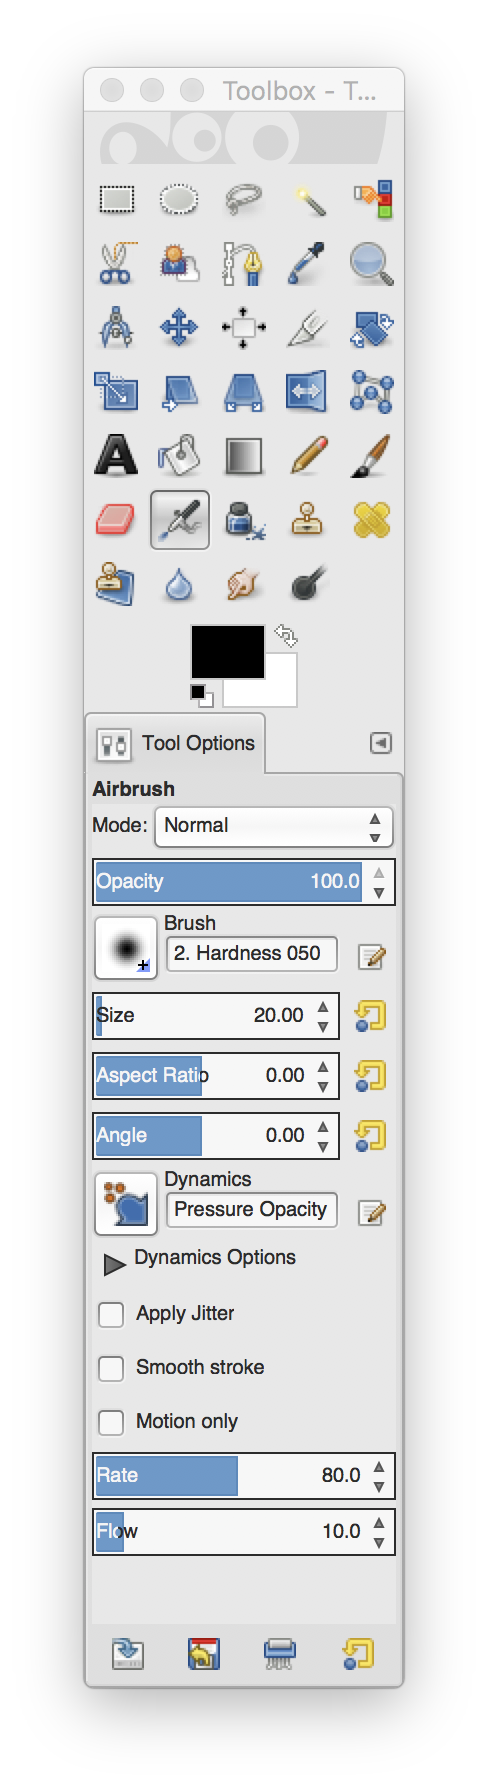 Toolbox - T...
Tool Options
Airbrush
Mode: Normal
Opacity 100.0
Brush
2. Hardness 050
Size 20.00
Aspect Ratio 0.00
Angle 0.00
Dynamics
Pressure Opacity
Dynamics Options
Apply Jitter
Smooth stroke
Motion only
Rate 80.0
Flow 10.0